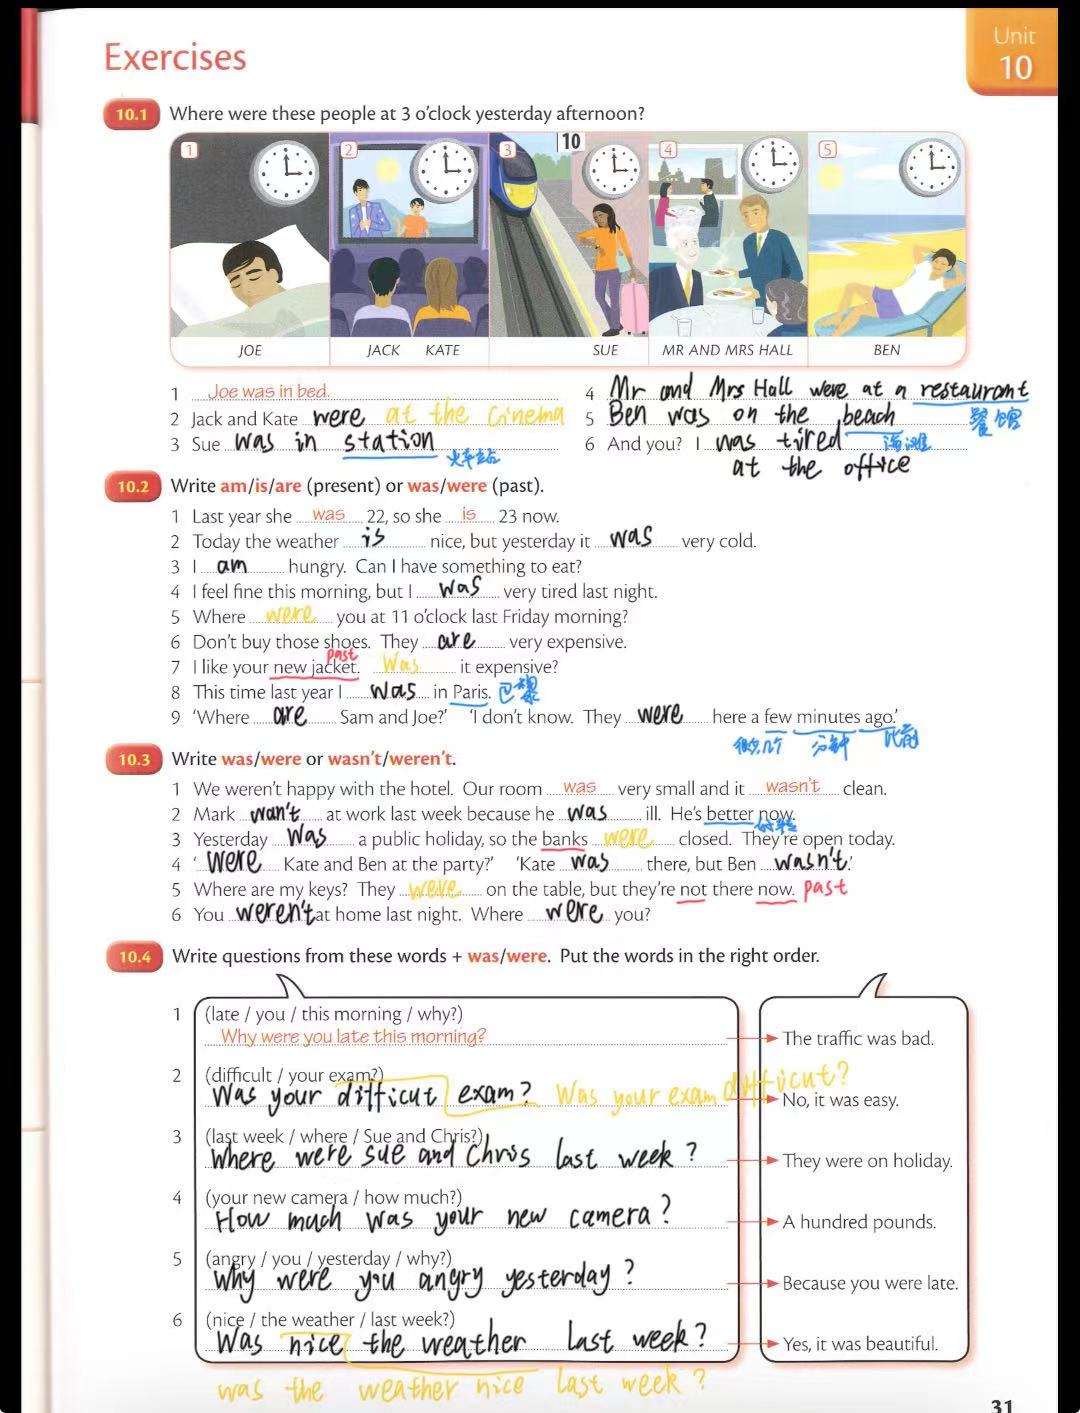 Exercises
Unit
10
10.1 Where were these people at 3 o'clock yesterday afternoon?
1 2 3 10 4 5
JOE JACK KATE SUE MR AND MRS HALL BEN
1 Joe was in bed.
2 Jack and Kate were at the cinema
3 Sue was in station
火车站
4 Mr and Mrs Hall were at a restauront
餐馆
5 Ben was on the beach
海滩
6 And you? I was tired
at the office
10.2 Write am/is/are (present) or was/were (past).
1 Last year she was 22, so she is 23 now.
2 Today the weather is nice, but yesterday it was very cold.
3 I am hungry. Can I have something to eat?
4 I feel fine this morning, but I was very tired last night.
5 Where were you at 11 o'clock last Friday morning?
6 Don't buy those shoes. They are very expensive.
past
7 I like your new jacket. Was it expensive?
8 This time last year I was in Paris. 巴黎
9 'Where are Sam and Joe?' 'I don't know. They were here a few minutes ago.'
很少几个 分钟 以前
10.3 Write was/were or wasn't/weren't.
1 We weren't happy with the hotel. Our room was very small and it wasn't clean.
2 Mark wan't at work last week because he was ill. He's better now.
好转
3 Yesterday was a public holiday, so the banks were closed. They're open today.
4 'Were Kate and Ben at the party?' 'Kate was there, but Ben wasn't.'
5 Where are my keys? They were on the table, but they're not there now. past
6 You weren't at home last night. Where were you?
10.4 Write questions from these words + was/were. Put the words in the right order.
1 (late / you / this morning / why?)
Why were you late this morning? The traffic was bad.
2 (difficult / your exam?)
Was your difficut exam? Was your exam difficut?
No, it was easy.
3 (last week / where / Sue and Chris?)
Where were sue and Chris last week? They were on holiday.
4 (your new camera / how much?)
How much was your new camera? A hundred pounds.
5 (angry / you / yesterday / why?)
Why were you angry yesterday? Because you were late.
6 (nice / the weather / last week?)
Was nice the weather last week? Yes, it was beautiful.
was the weather nice last week?
31